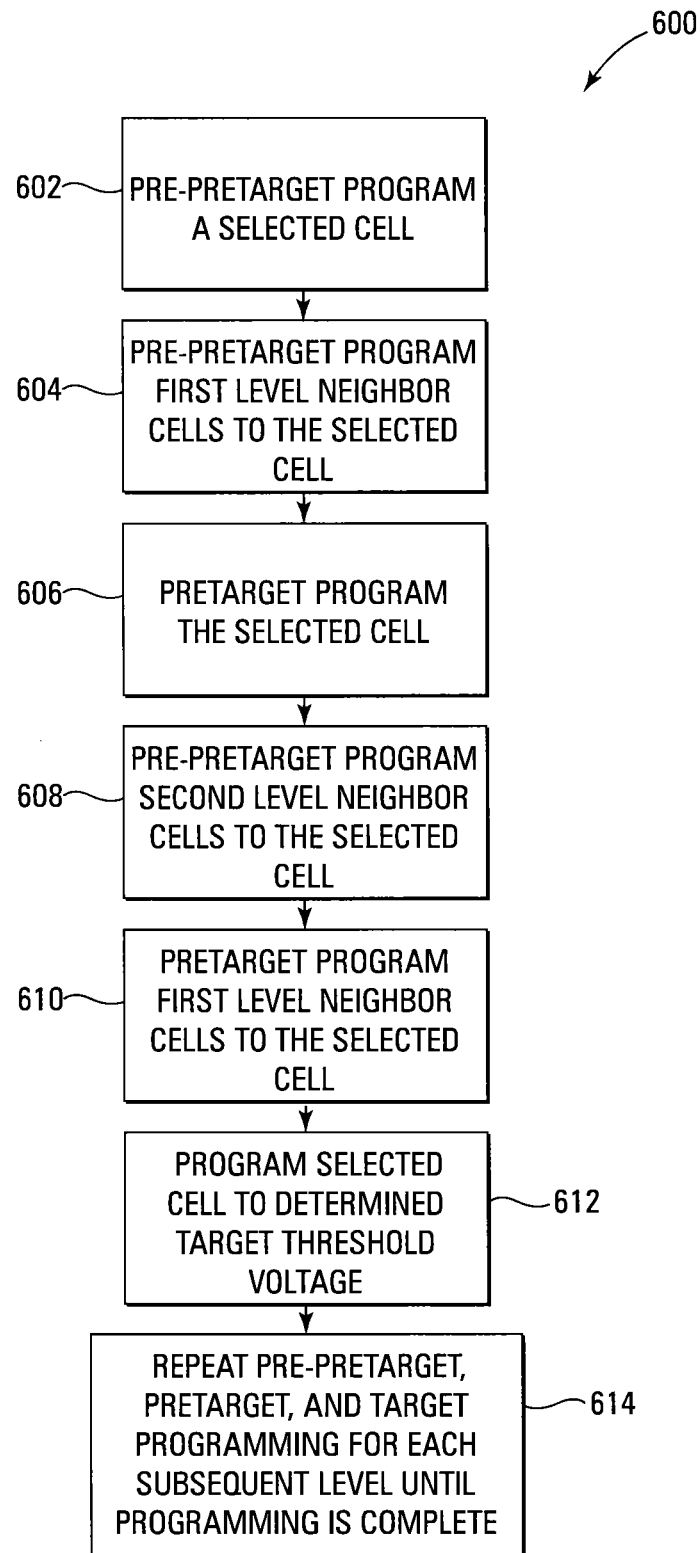 600
602
PRE-PRETARGET PROGRAM
A SELECTED CELL
604
PRE-PRETARGET PROGRAM
FIRST LEVEL NEIGHBOR
CELLS TO THE SELECTED
CELL
606
PRETARGET PROGRAM
THE SELECTED CELL
608
PRE-PRETARGET PROGRAM
SECOND LEVEL NEIGHBOR
CELLS TO THE SELECTED
CELL
610
PRETARGET PROGRAM
FIRST LEVEL NEIGHBOR
CELLS TO THE SELECTED
CELL
PROGRAM SELECTED
CELL TO DETERMINED
TARGET THRESHOLD
VOLTAGE
612
REPEAT PRE-PRETARGET,
PRETARGET, AND TARGET
PROGRAMMING FOR EACH
SUBSEQUENT LEVEL UNTIL
PROGRAMMING IS COMPLETE
614